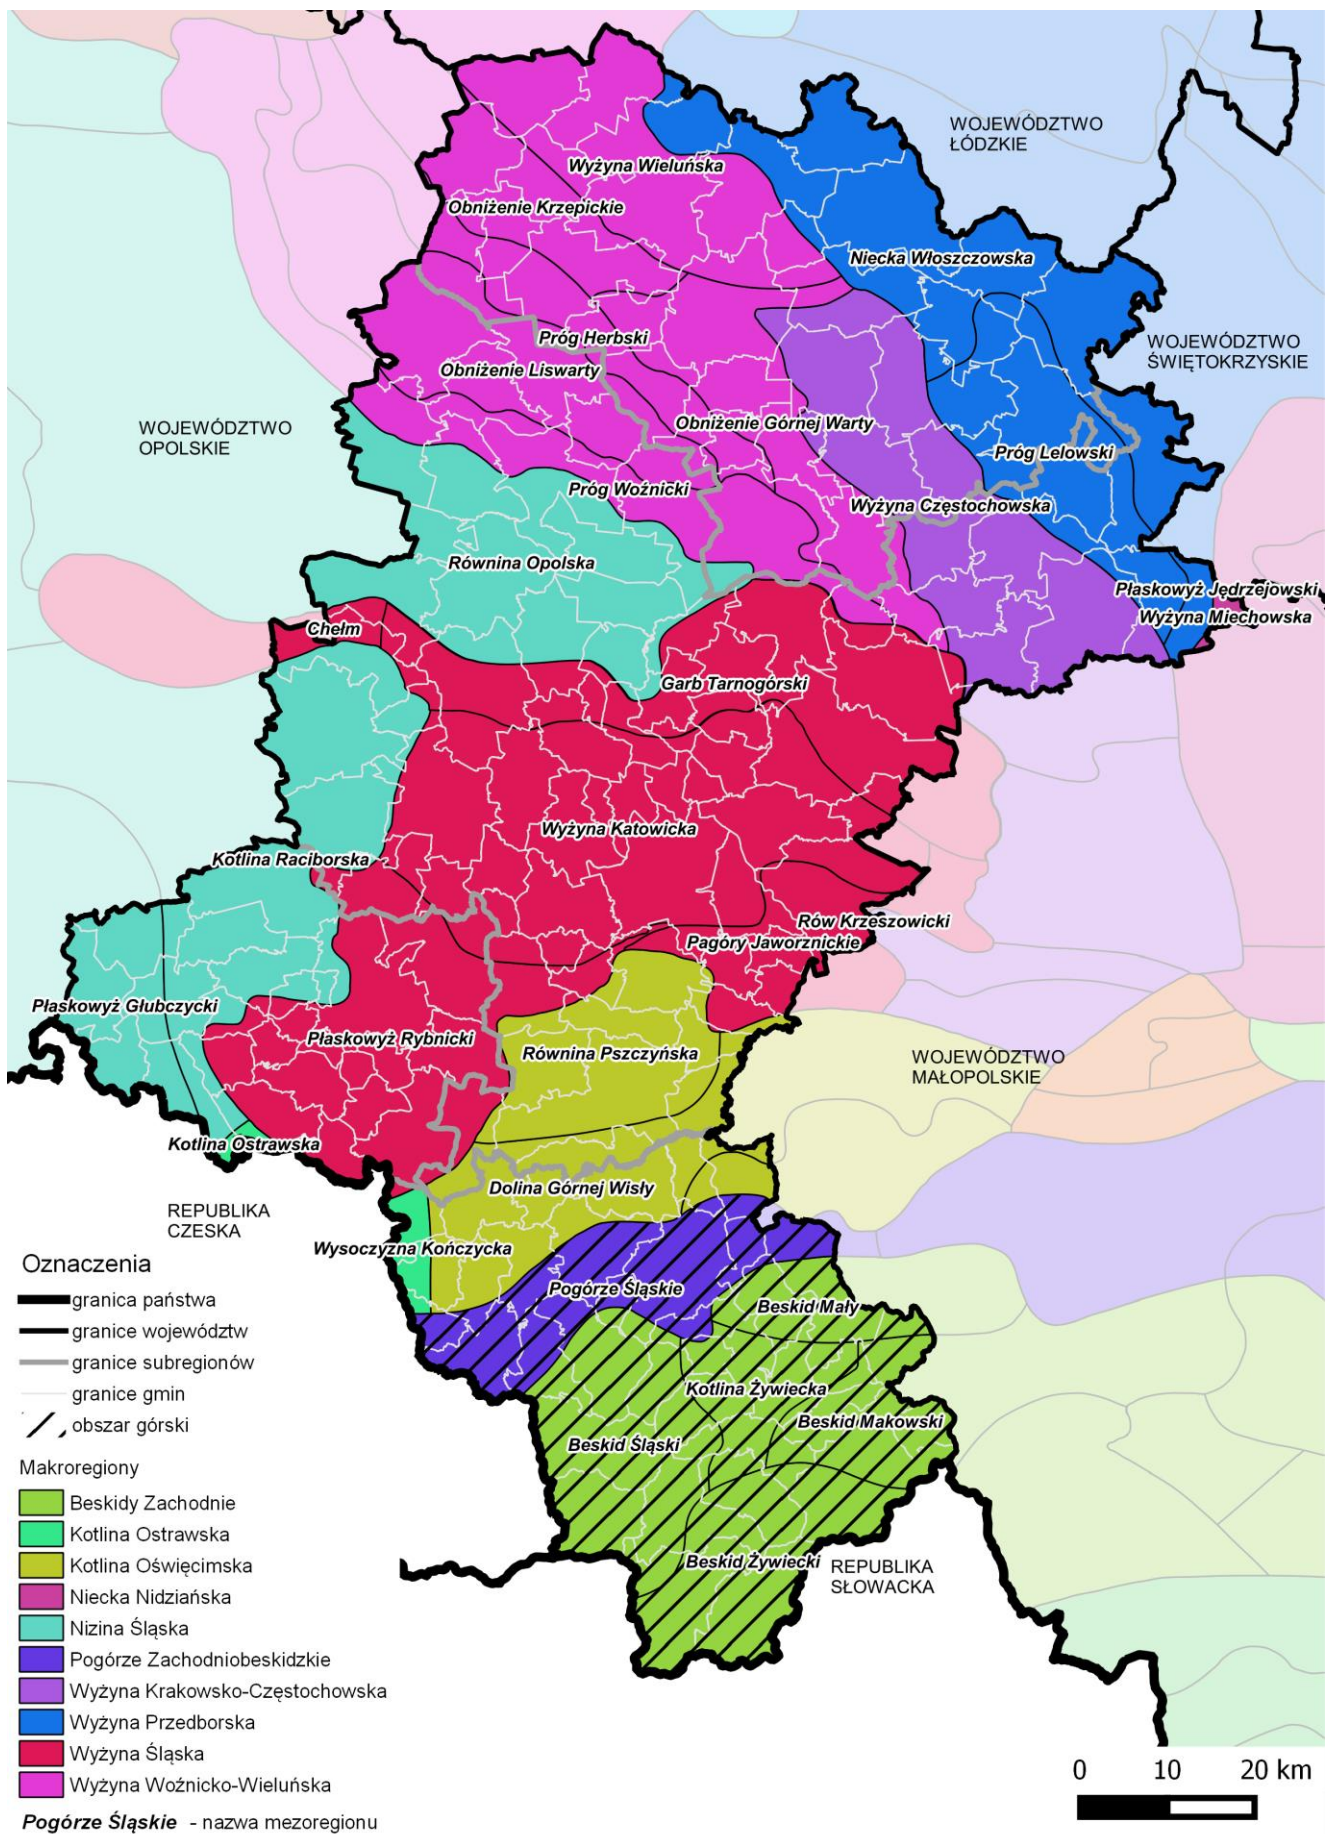 WOJEWÓDZTWO
ŁÓDZKIE
Wyżyna Wieluńska
Obniżenie Krzepickie
Niecka Włoszczowska
Próg Herbski
WOJEWÓDZTWO
ŚWIĘTOKRZYSKIE
Obniżenie Liswarty
WOJEWÓDZTWO
OPOLSKIE
Obniżenie Górnej Warty
Próg Lelowski
Próg Woźnicki
Wyżyna Częstochowska
Równina Opolska
Płaskowyż Jędrzejowski
Wyżyna Miechowska
Chełm
Garb Tarnogórski
Wyżyna Katowicka
Kotlina Raciborska
Rów Krzeszowicki
Pagóry Jaworznickie
Płaskowyż Głubczycki
Płaskowyż Rybnicki
Równina Pszczyńska
WOJEWÓDZTWO
MAŁOPOLSKIE
Kotlina Ostrawska
Dolina Górnej Wisły
REPUBLIKA
CZESKA
Wysoczyzna Kończycka
Pogórze Śląskie
Beskid Mały
Kotlina Żywiecka
Beskid Makowski
Beskid Śląski
Beskid Żywiecki
REPUBLIKA
SŁOWACKA
Oznaczenia
granica państwa
granice województw
granice subregionów
granice gmin
obszar górski
Makroregiony
Beskidy Zachodnie
Kotlina Ostrawska
Kotlina Oświęcimska
Niecka Nidziańska
Nizina Śląska
Pogórze Zachodniobeskidzkie
Wyżyna Krakowsko-Częstochowska
Wyżyna Przedborska
Wyżyna Śląska
Wyżyna Woźnicko-Wieluńska
Pogórze Śląskie - nazwa mezoregionu
0 10 20 km